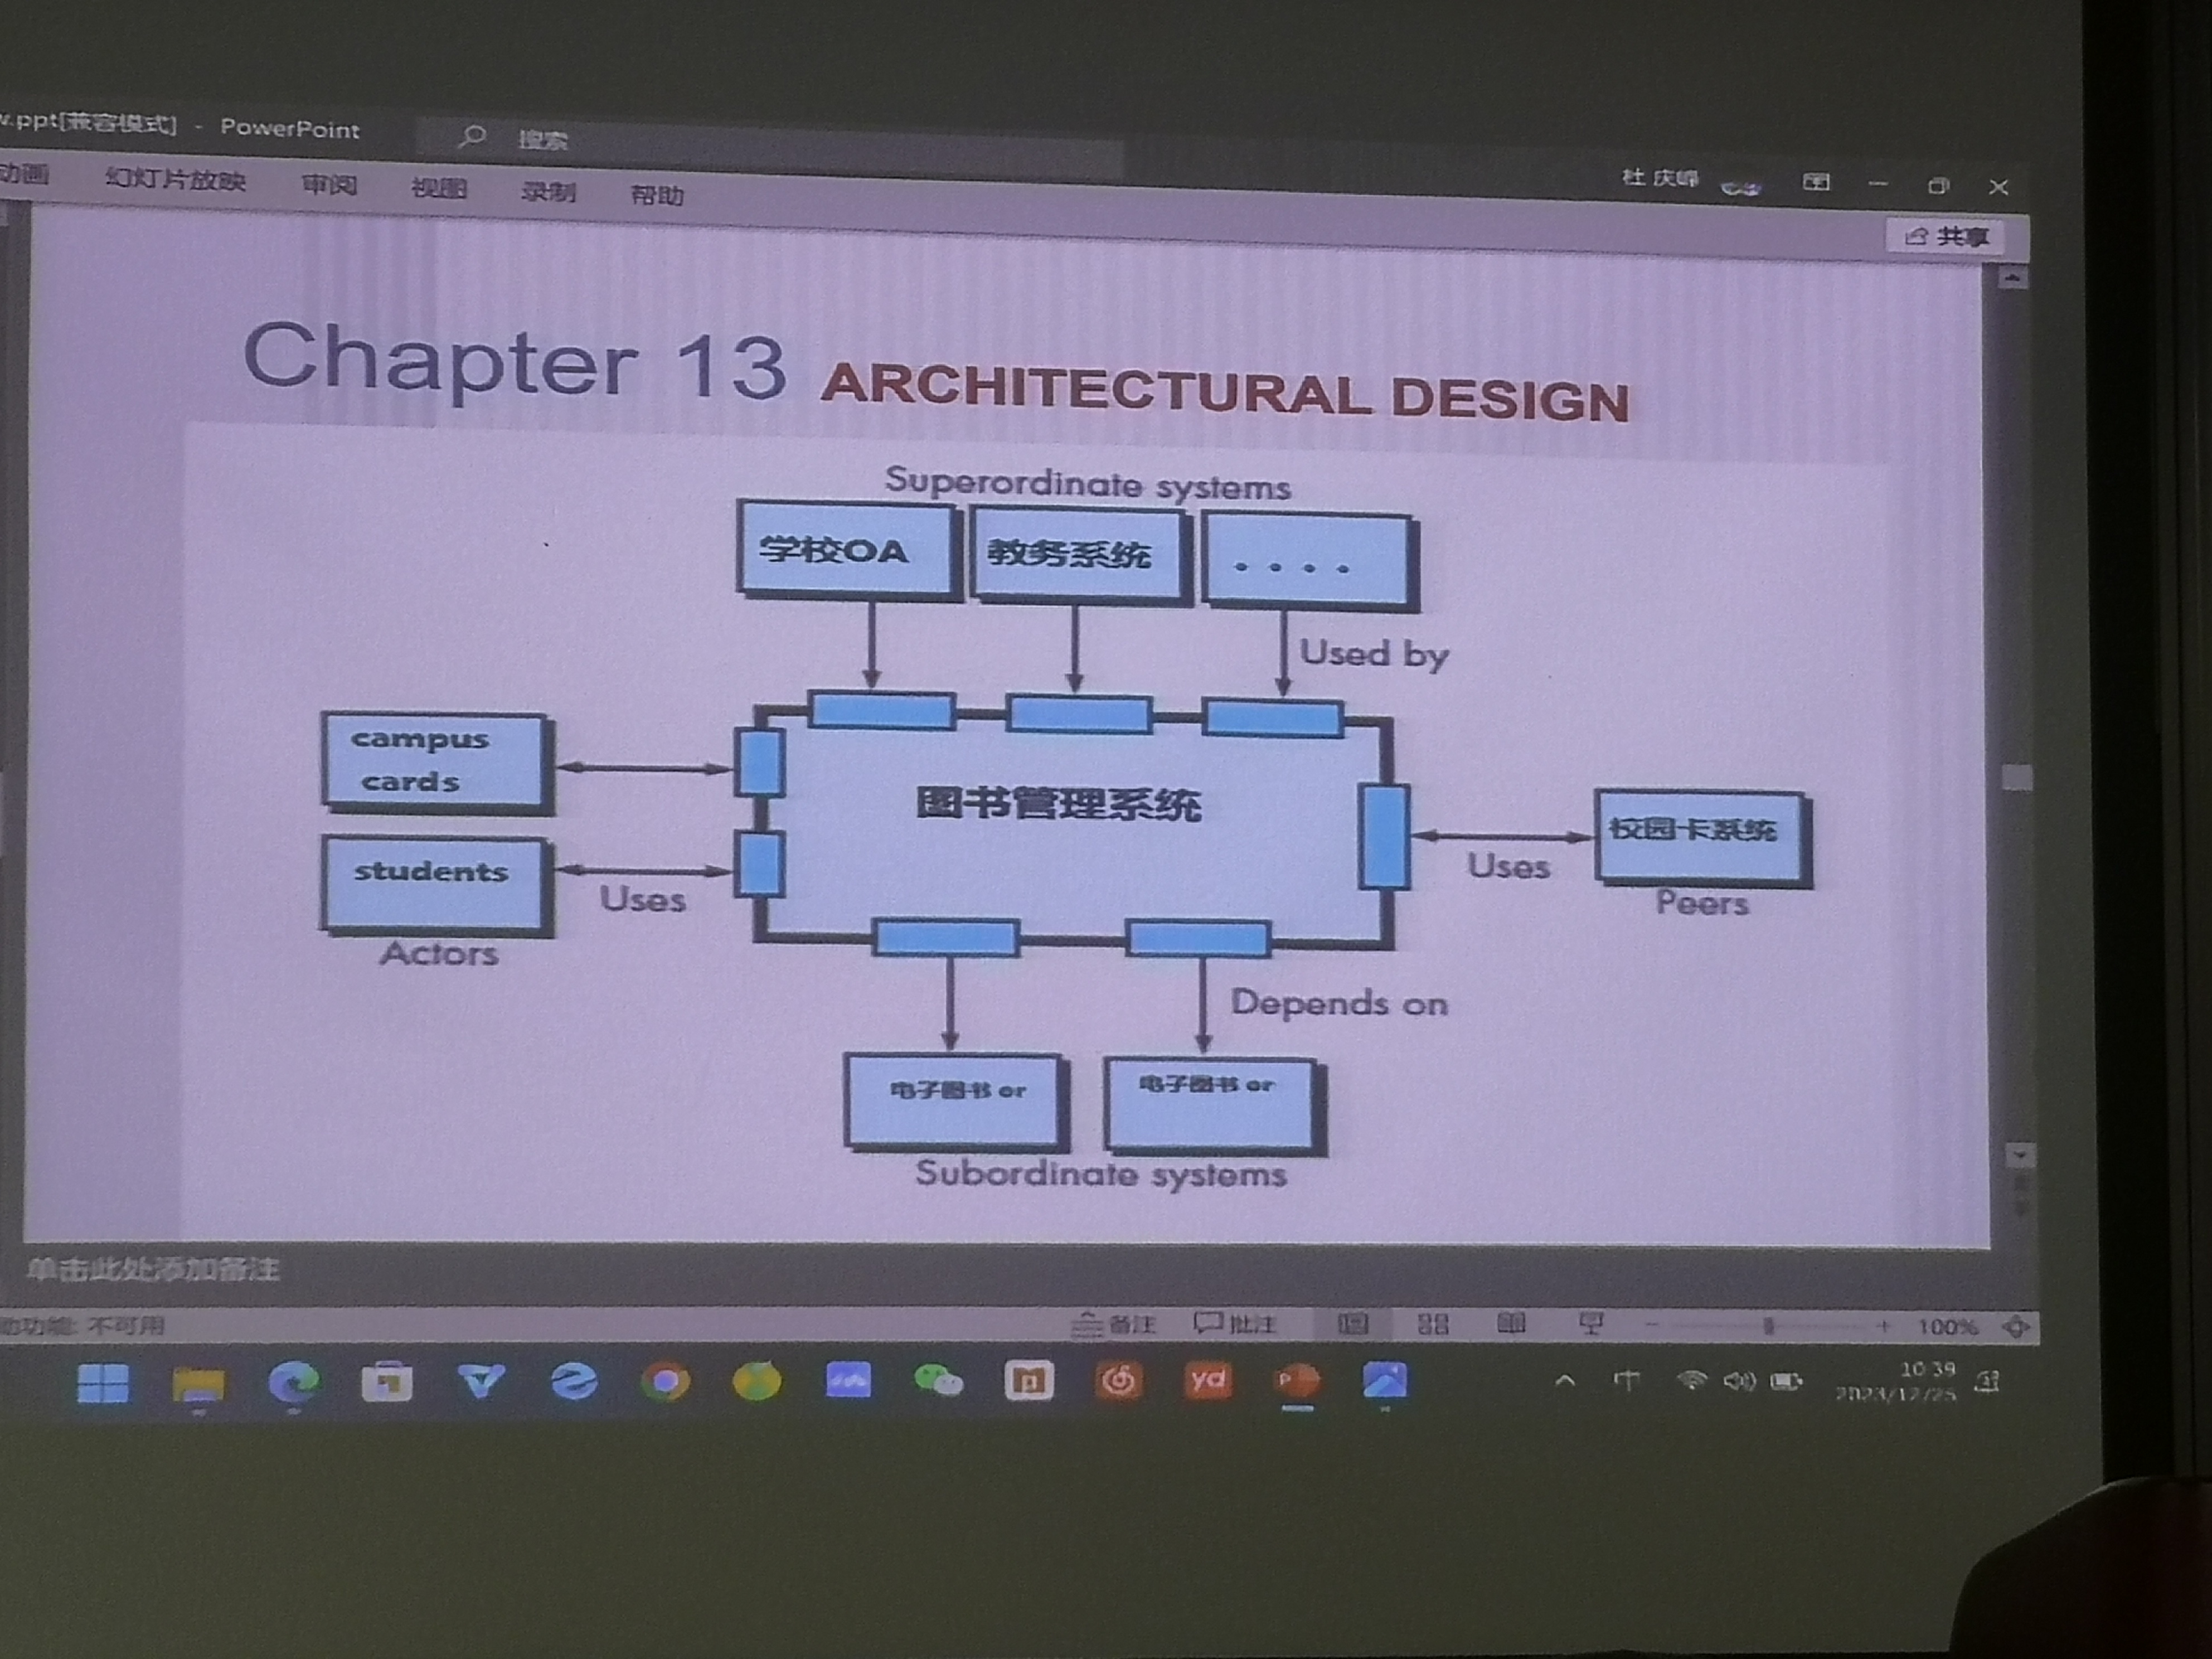 .ppt[兼容模式] - PowerPoint
搜索
动画 幻灯片放映 审阅 视图 录制 帮助
共享
Chapter 13 ARCHITECTURAL DESIGN
Superordinate systems
学校OA 教务系统 ....
Used by
campus
cards
students
Uses
Actors
图书管理系统
校园卡系统
Uses
Peers
Depends on
电子图书 or 电子图书 or
Subordinate systems
单击此处添加备注
功能: 不可用
备注 批注 100%
yd
中
10:39
2023/12/25